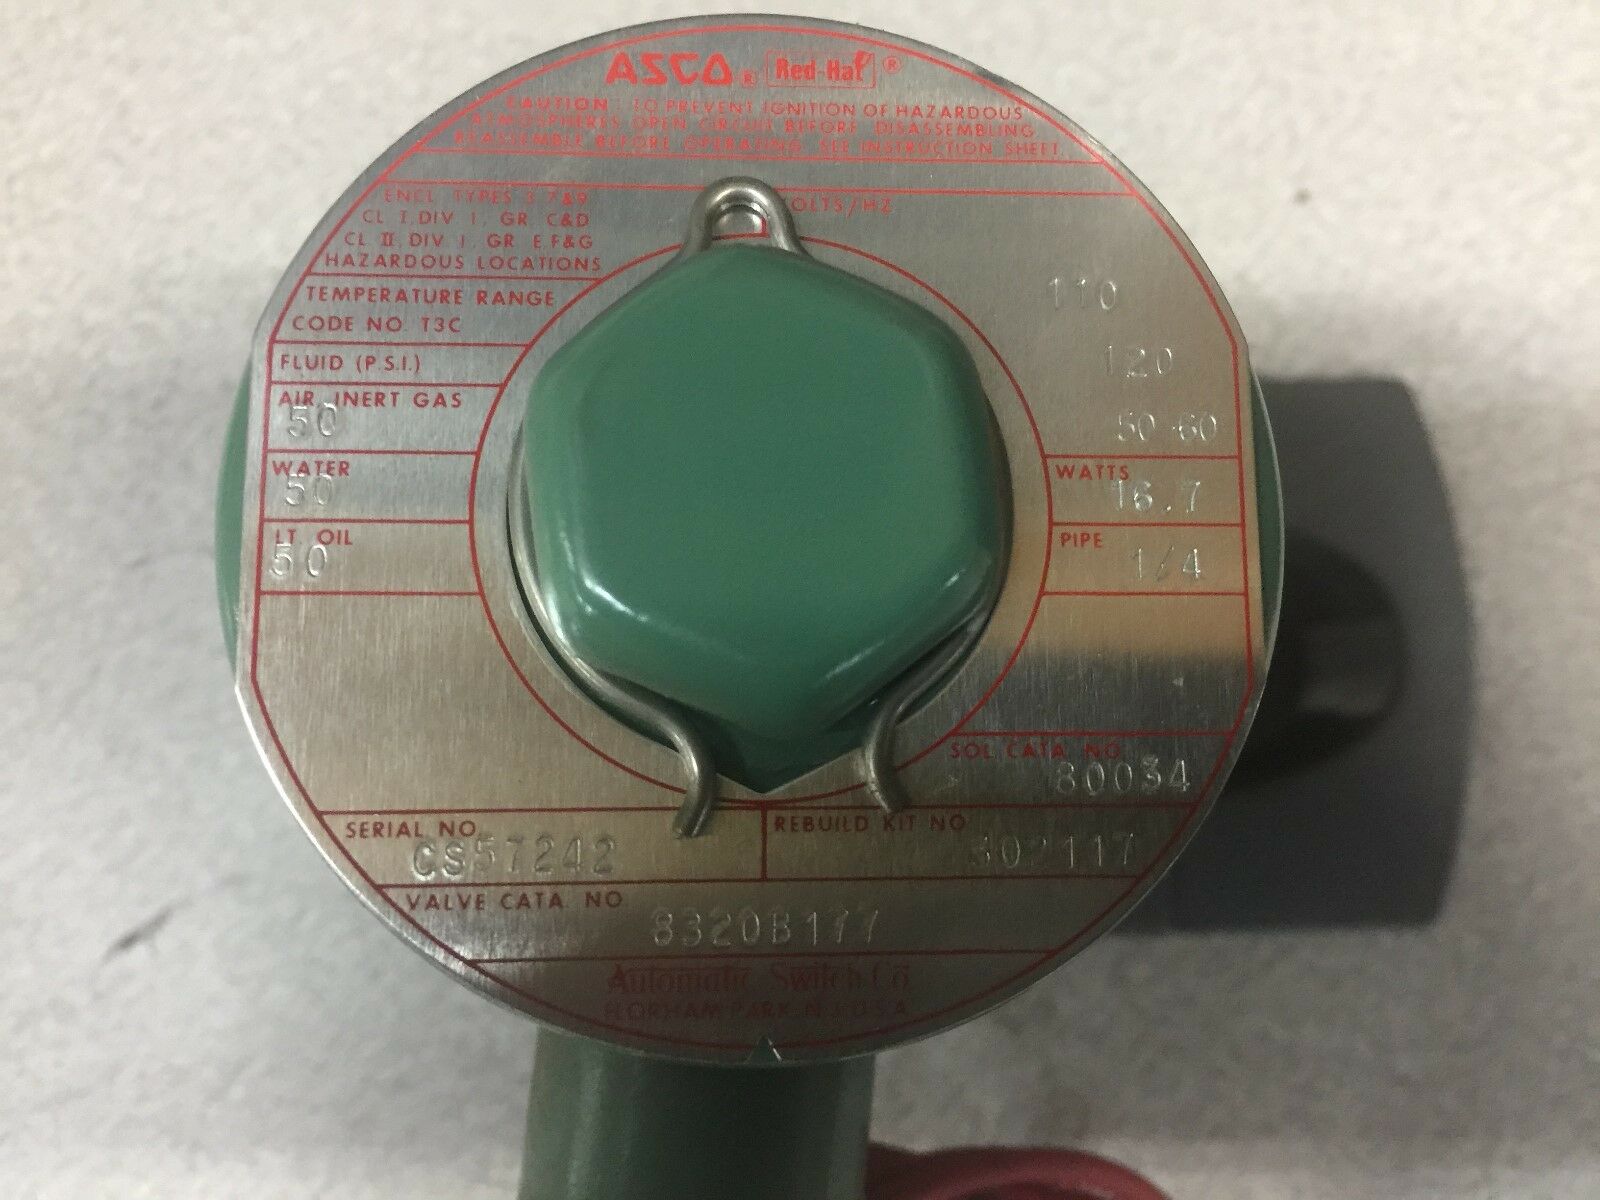 ASCO ® Red-Hat ®
CAUTION: TO PREVENT IGNITION OF HAZARDOUS
ATMOSPHERES OPEN CIRCUIT BEFORE DISASSEMBLING.
REASSEMBLE BEFORE OPERATING. SEE INSTRUCTION SHEET.
ENCL. TYPES 3 7&9
CL. I, DIV. 1, GR. C&D
CL. II, DIV. 1, GR. E,F&G
HAZARDOUS LOCATIONS
TEMPERATURE RANGE
CODE NO. T3C
FLUID (P.S.I.)
AIR, INERT GAS
50
WATER
50
LT. OIL
50
VOLTS/HZ
110
120
50-60
WATTS
16.7
PIPE
1/4
SOL. CATA. NO.
80034
SERIAL NO.
CS57242
REBUILD KIT NO
302117
VALVE CATA. NO
8320B177
Automatic Switch Co.
FLORHAM PARK, N.J. U.S.A.